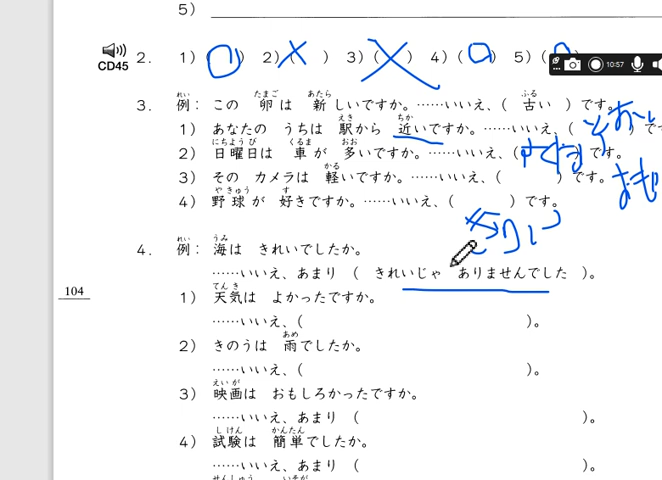 5)
CD45 2. 1) (○) 2) (×) 3) (×) 4) (○) 5) (
10:57
3. 例: この 卵は 新しいですか。……いいえ、( 古い )です。
1) あなたの うちは 駅から 近いですか。……いいえ、( )で
2) 日曜日は 車が 多いですか。……いいえ、( )です。
3) その カメラは 軽いですか。……いいえ、( )です。
4) 野球が 好きですか。……いいえ、( )です。
4. 例: 海は きれいでしたか。
……いいえ、あまり ( きれいじゃ ありませんでした )。
104
1) 天気は よかったですか。
……いいえ、( )。
2) きのうは 雨でしたか。
……いいえ、( )。
3) 映画は おもしろかったですか。
……いいえ、あまり ( )。
4) 試験は 簡単でしたか。
……いいえ、あまり ( )。